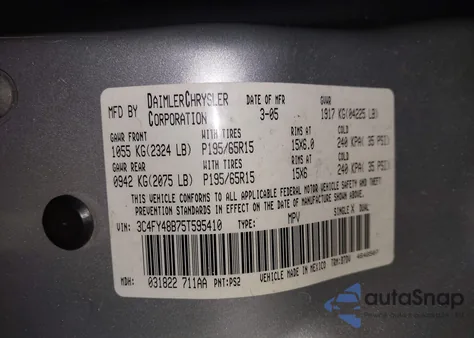 MFD BY DAIMLERCHRYSLER CORPORATION DATE OF MFR 3-05 GVWR 1917 KG(04225 LB)
GAWR FRONT WITH TIRES RIMS AT COLD
1055 KG(2324 LB) P195/65R15 15X6.0 240 KPA( 35 PSI)
GAWR REAR WITH TIRES RIMS AT COLD
0942 KG(2075 LB) P195/65R15 15X6.0 240 KPA( 35 PSI)
THIS VEHICLE CONFORMS TO ALL APPLICABLE FEDERAL MOTOR VEHICLE SAFETY AND THEFT
PREVENTION STANDARDS IN EFFECT ON THE DATE OF MANUFACTURE SHOWN ABOVE.
VIN: 3C4FY48B75T595410 TYPE: MPV SINGLE X DUAL
MDH: 031822 711AA PNT:PS2 VEHICLE MADE IN MEXICO
autoSnap